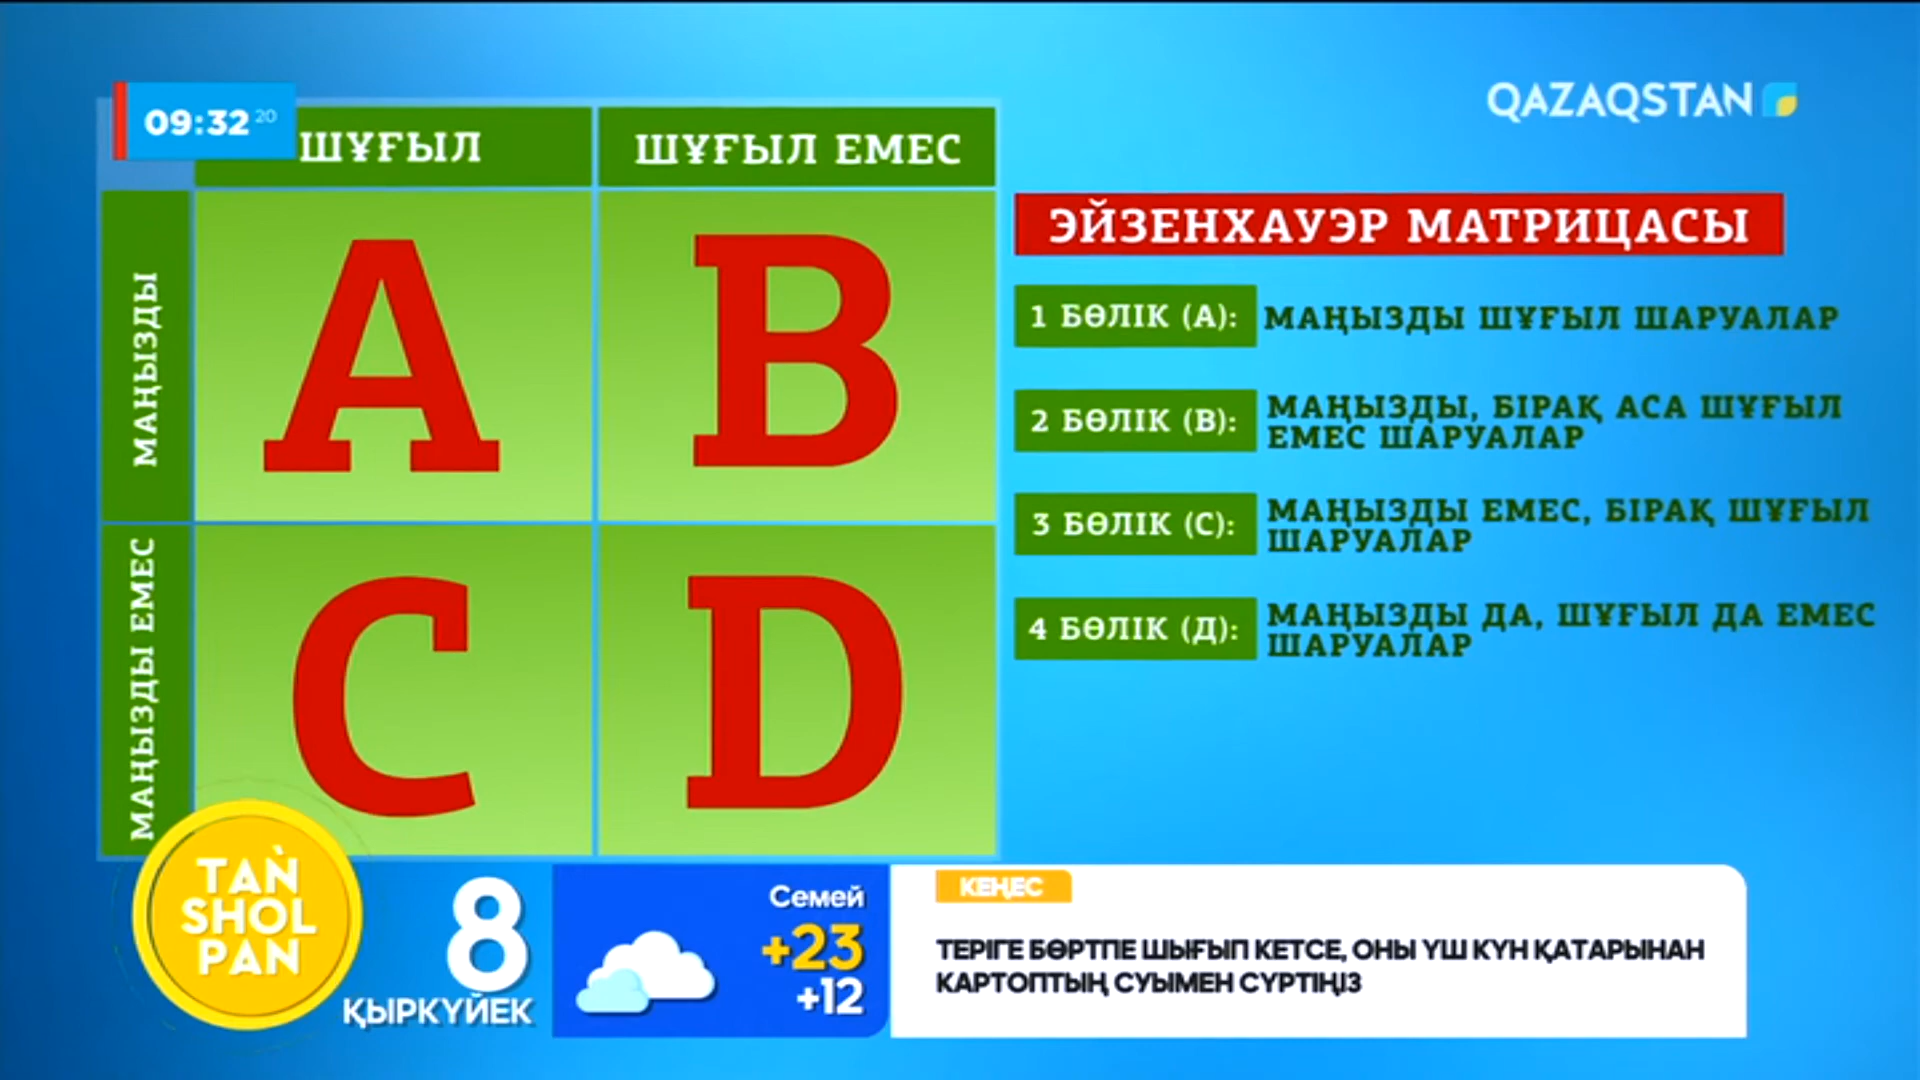 09:32 20
QAZAQSTAN
ШҰҒЫЛ
ШҰҒЫЛ ЕМЕС
МАҢЫЗДЫ
МАҢЫЗДЫ ЕМЕС
A
B
C
D
ЭЙЗЕНХАУЭР МАТРИЦАСЫ
1 БӨЛІК (А):
МАҢЫЗДЫ ШҰҒЫЛ ШАРУАЛАР
2 БӨЛІК (В):
МАҢЫЗДЫ, БІРАҚ АСА ШҰҒЫЛ
ЕМЕС ШАРУАЛАР
3 БӨЛІК (С):
МАҢЫЗДЫ ЕМЕС, БІРАҚ ШҰҒЫЛ
ШАРУАЛАР
4 БӨЛІК (Д):
МАҢЫЗДЫ ДА, ШҰҒЫЛ ДА ЕМЕС
ШАРУАЛАР
TAŃ
SHOL
PAN
8
ҚЫРКҮЙЕК
Семей
+23
+12
КЕҢЕС
ТЕРІГЕ БӨРТПЕ ШЫҒЫП КЕТСЕ, ОНЫ ҮШ КҮН ҚАТАРЫНАН
КАРТОПТЫҢ СУЫМЕН СҮРТІҢІЗ